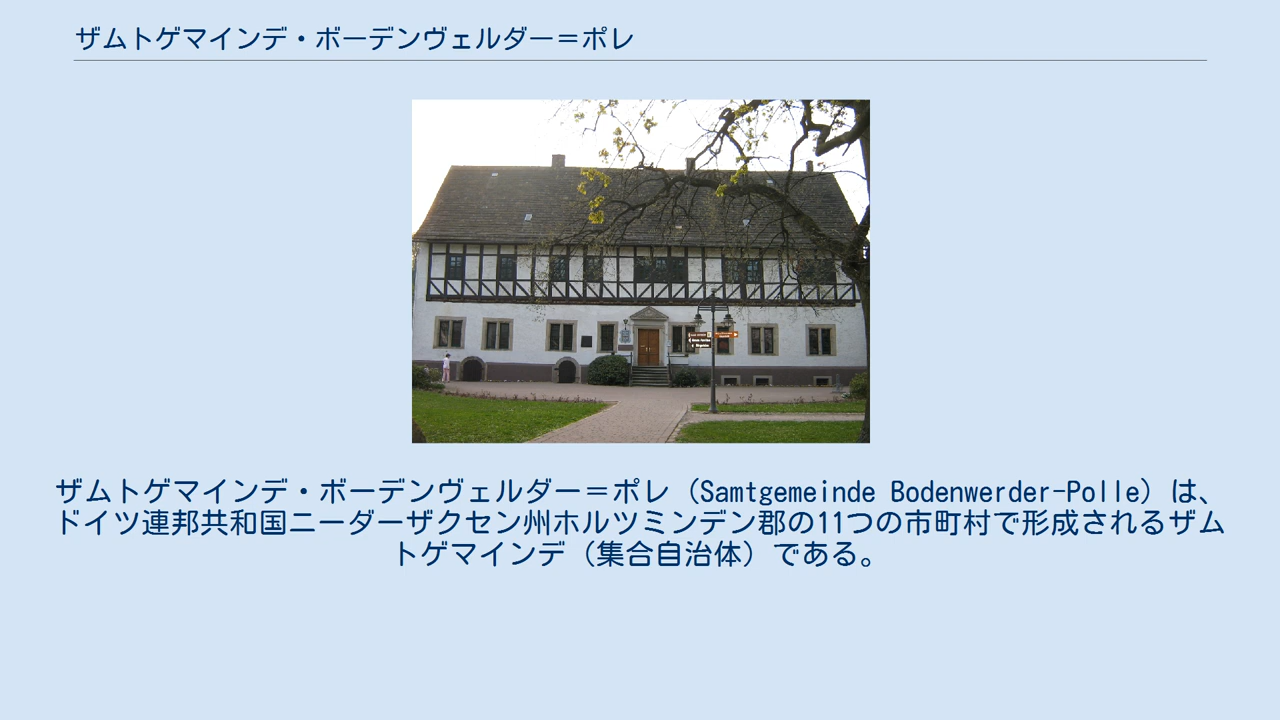 ザムトゲマインデ・ボーデンヴェルダー＝ポレ
ザムトゲマインデ・ボーデンヴェルダー＝ポレ（Samtgemeinde Bodenwerder-Polle）は、
ドイツ連邦共和国ニーダーザクセン州ホルツミンデン郡の11つの市町村で形成されるザム
トゲマインデ（集合自治体）である。